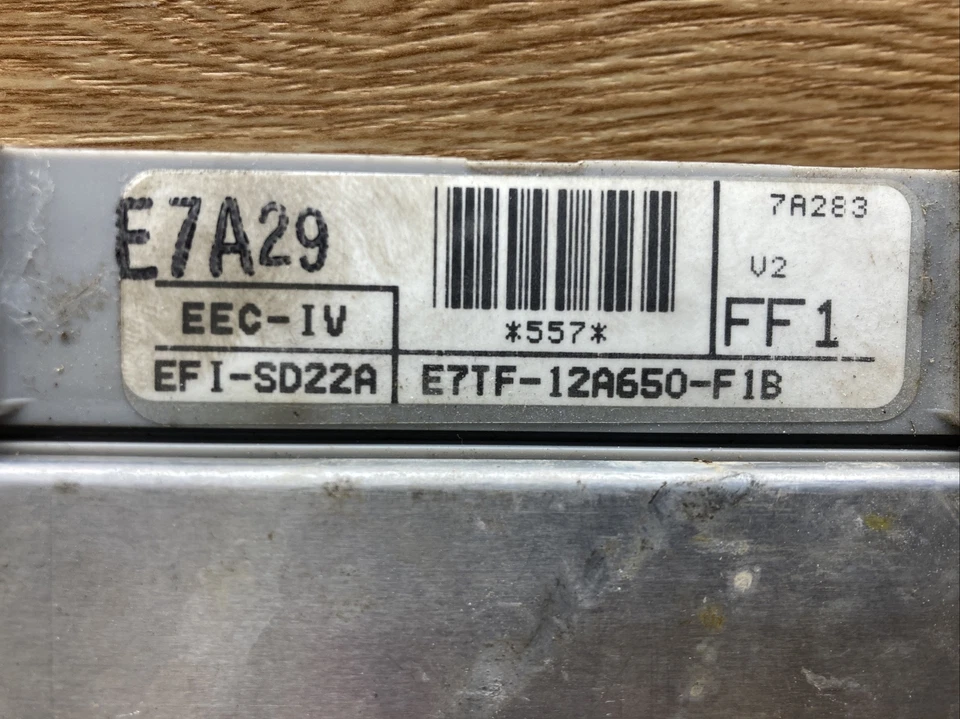 E7A29
EEC-IV
EFI-SD22A
*557*
E7TF-12A650-F1B
7A283
V2
FF1